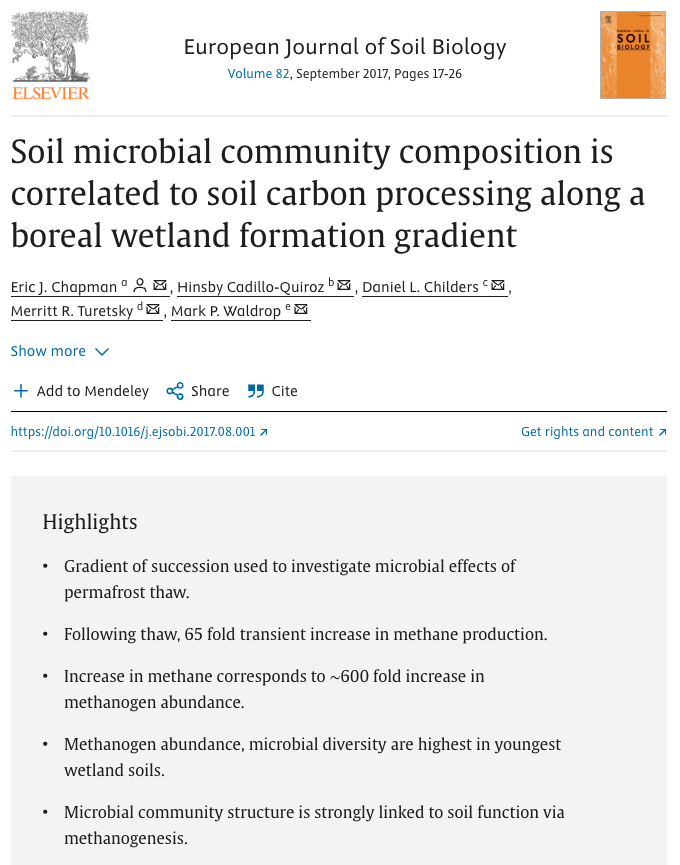 European Journal of Soil Biology
Volume 82, September 2017, Pages 17-26
ELSEVIER
SOIL
BIOLOGY
Soil microbial community composition is
correlated to soil carbon processing along a
boreal wetland formation gradient
Eric J. Chapman a, Hinsby Cadillo-Quiroz b, Daniel L. Childers c,
Merritt R. Turetsky d, Mark P. Waldrop e
Show more
Add to Mendeley Share Cite
https://doi.org/10.1016/j.ejsobi.2017.08.001 Get rights and content
Highlights
• Gradient of succession used to investigate microbial effects of
permafrost thaw.
• Following thaw, 65 fold transient increase in methane production.
• Increase in methane corresponds to ~600 fold increase in
methanogen abundance.
• Methanogen abundance, microbial diversity are highest in youngest
wetland soils.
• Microbial community structure is strongly linked to soil function via
methanogenesis.